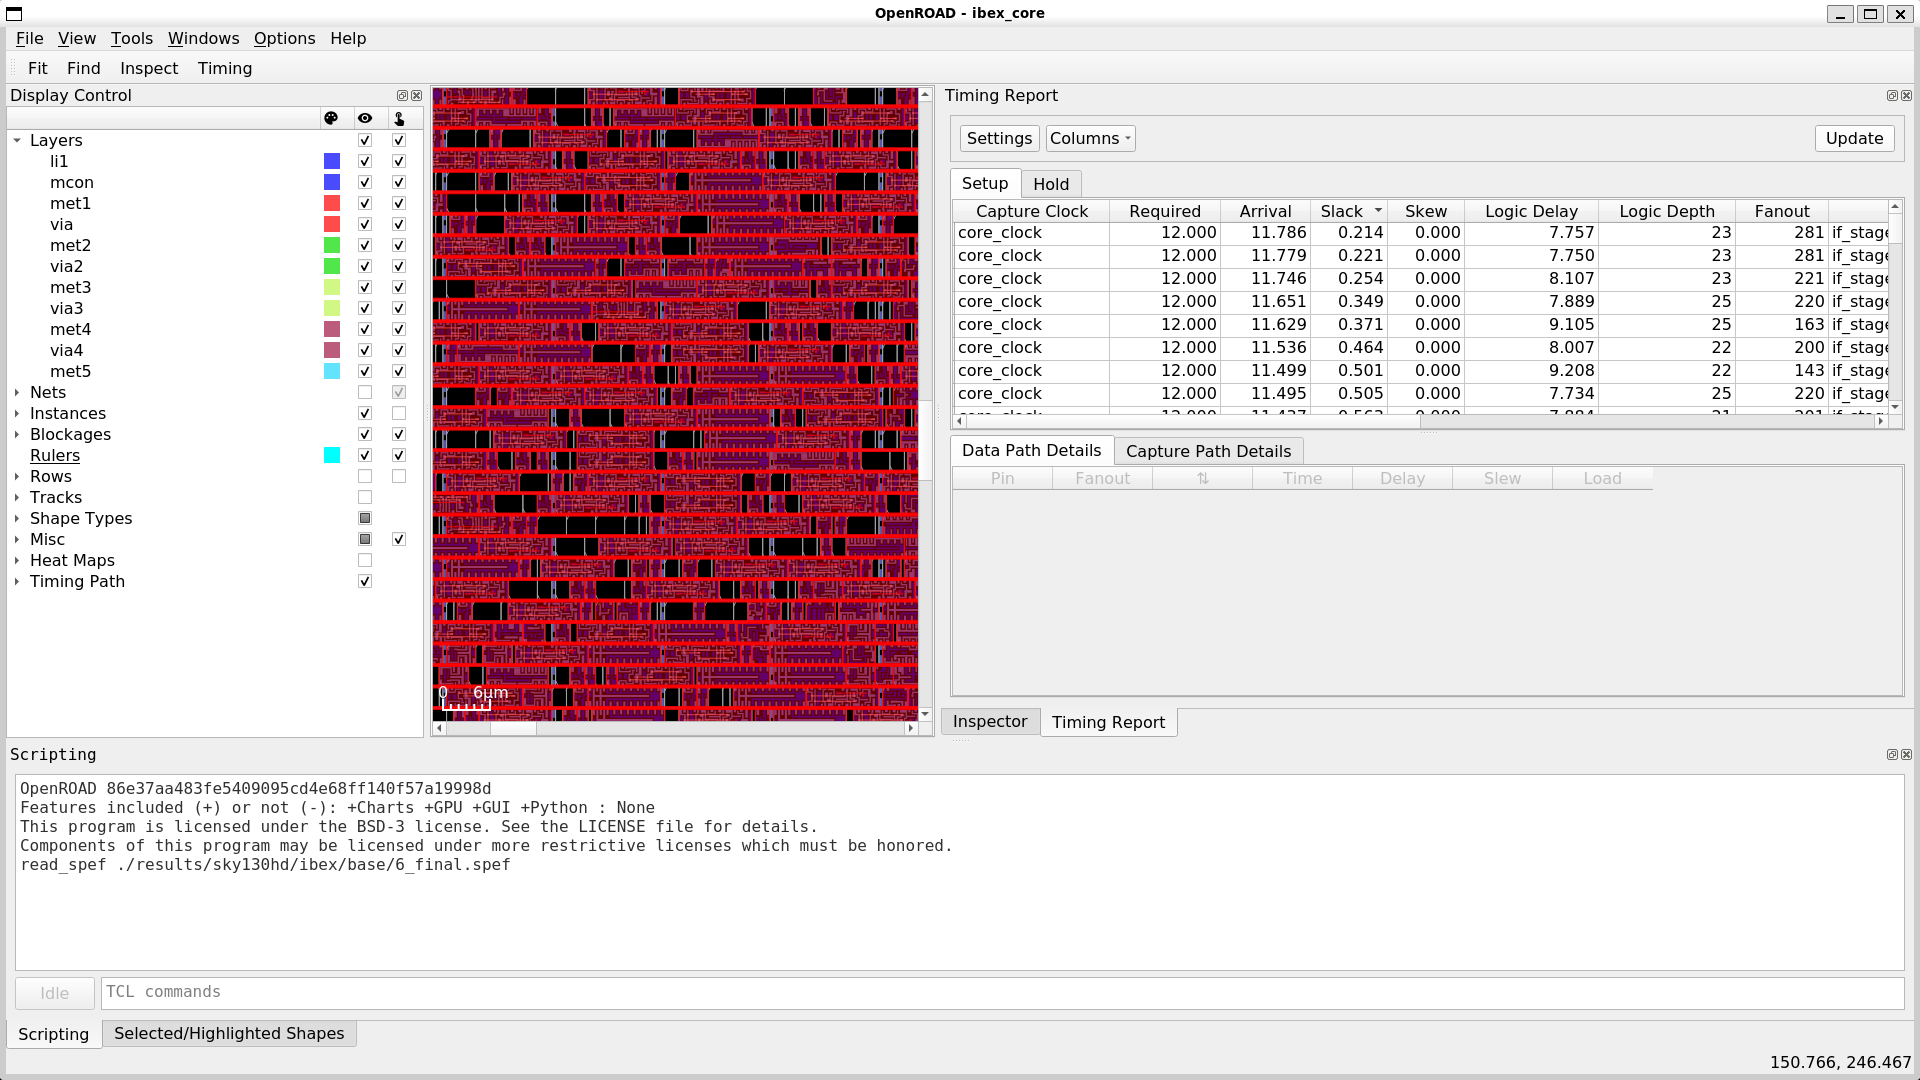 OpenROAD - ibex_core
File View Tools Windows Options Help
Fit Find Inspect Timing
Display Control
Layers
li1
mcon
met1
via
met2
via2
met3
via3
met4
via4
met5
Nets
Instances
Blockages
Rulers
Rows
Tracks
Shape Types
Misc
Heat Maps
Timing Path
0 6µm
Timing Report
Settings Columns Update
Setup Hold
Capture Clock Required Arrival Slack Skew Logic Delay Logic Depth Fanout
core_clock 12.000 11.786 0.214 0.000 7.757 23 281 if_stage
core_clock 12.000 11.779 0.221 0.000 7.750 23 281 if_stage
core_clock 12.000 11.746 0.254 0.000 8.107 23 221 if_stage
core_clock 12.000 11.651 0.349 0.000 7.889 25 220 if_stage
core_clock 12.000 11.629 0.371 0.000 9.105 25 163 if_stage
core_clock 12.000 11.536 0.464 0.000 8.007 22 200 if_stage
core_clock 12.000 11.499 0.501 0.000 9.208 22 143 if_stage
core_clock 12.000 11.495 0.505 0.000 7.734 25 220 if_stage
Data Path Details Capture Path Details
Pin Fanout ⇅ Time Delay Slew Load
Inspector Timing Report
Scripting
OpenROAD 86e37aa483fe5409095cd4e68ff140f57a19998d
Features included (+) or not (-): +Charts +GPU +GUI +Python : None
This program is licensed under the BSD-3 license. See the LICENSE file for details.
Components of this program may be licensed under more restrictive licenses which must be honored.
read_spef ./results/sky130hd/ibex/base/6_final.spef
Idle TCL commands
Scripting Selected/Highlighted Shapes
150.766, 246.467